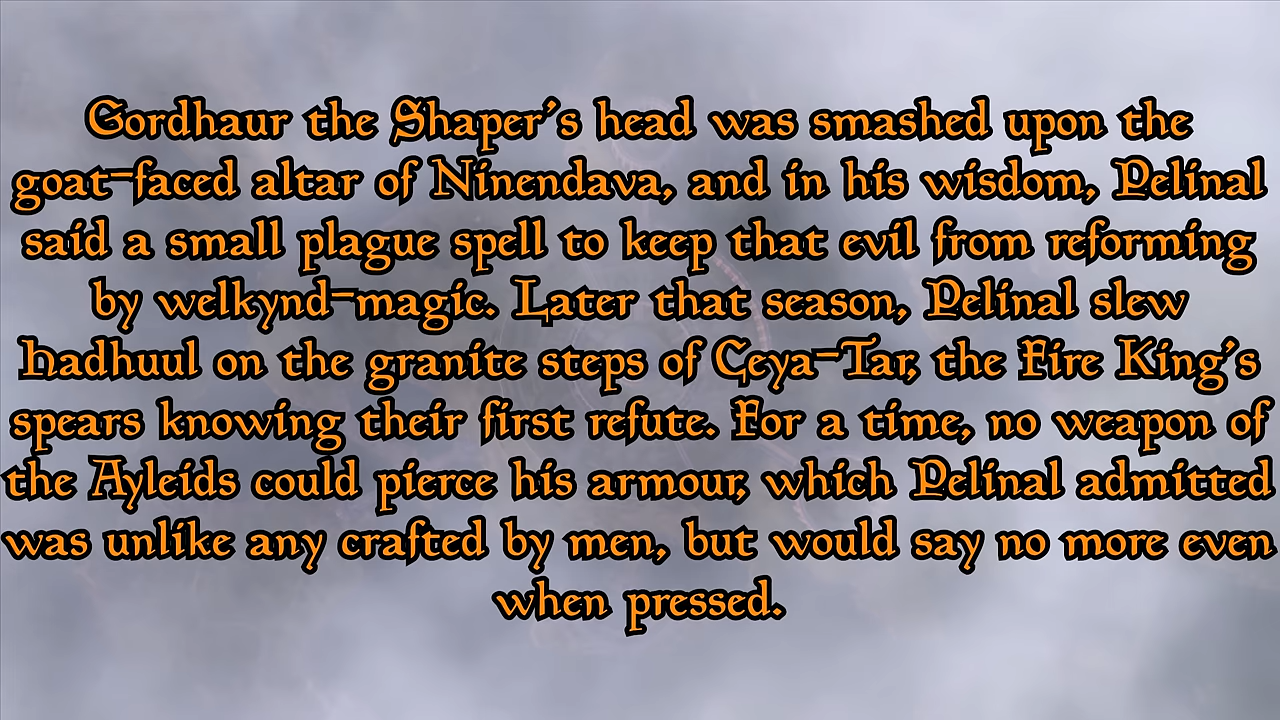 Gordhaur the Shaper's head was smashed upon the
goat-faced altar of Ninendava, and in his wisdom, Pelinal
said a small plague spell to keep that evil from reforming
by welkynd-magic. Later that season, Pelinal slew
Hadhuul on the granite steps of Ceya-Tar, the Fire King's
spears knowing their first refute. For a time, no weapon of
the Ayleids could pierce his armour, which Pelinal admitted
was unlike any crafted by men, but would say no more even
when pressed.